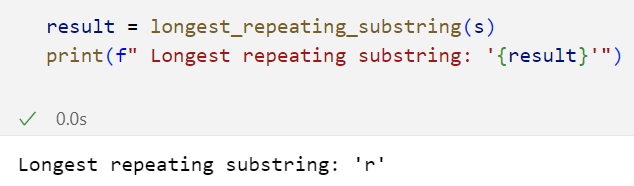 result = longest_repeating_substring(s)
print(f" Longest repeating substring: '{result}'")
0.0s
Longest repeating substring: 'r'